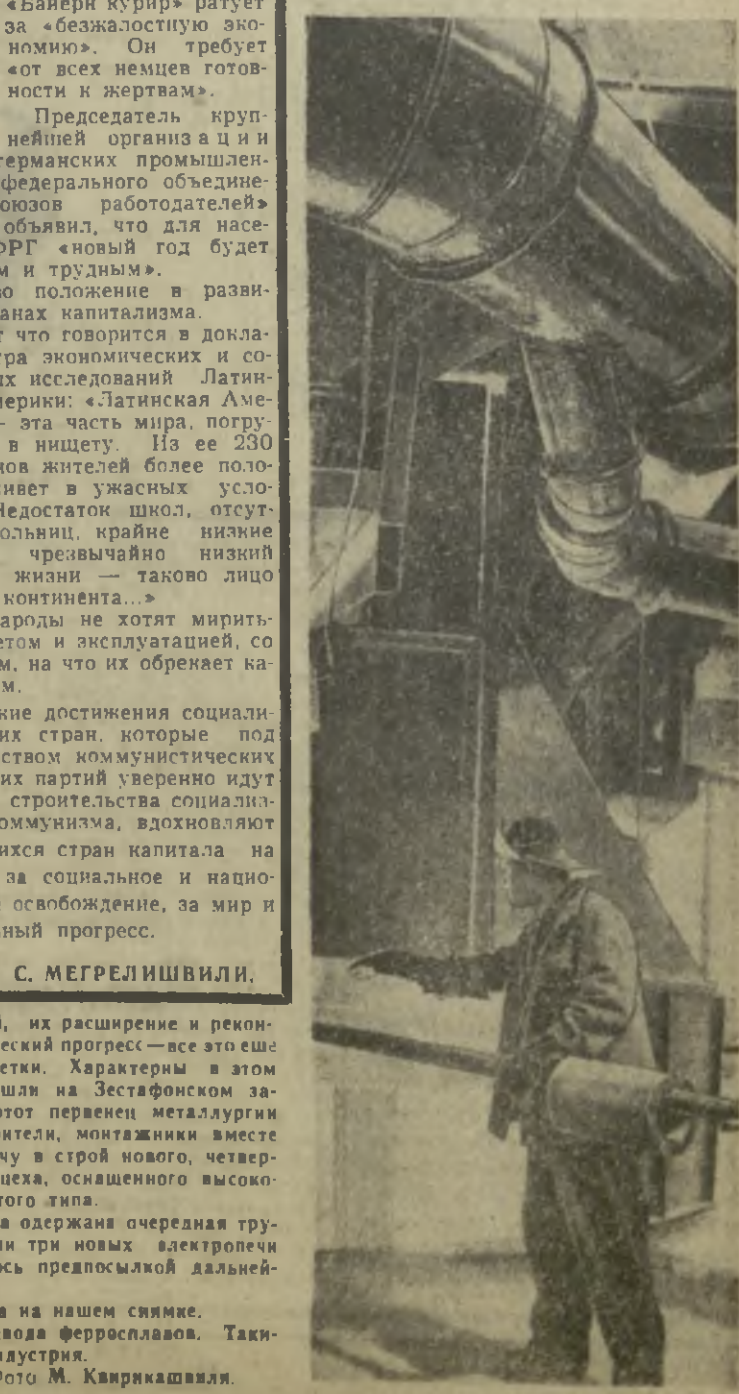 «Байерн курир» ратует
за «безжалостную эко-
номию». Он требует
«от всех немцев готов-
ности к жертвам».
Председатель круп-
нейшей организации
германских промышлен-
федерального объедине-
оюзов работодателей»
объявил, что для насе-
ФРГ «новый год будет
м и трудным».
во положение в разви-
анах капитализма.
т что говорится в докла-
тра экономических и со-
ых исследований Латин-
мерики: «Латинская Аме-
— эта часть мира, погру-
в нищету. Из ее 230
нов жителей более поло-
ивет в ужасных усло-
Недостаток школ, отсут-
ольниц, крайне низкие
чрезвычайно низкий
жизни — таково лицо
континента...»
ароды не хотят мирить-
етом и эксплуатацией, со
м, на что их обрекает ка-
м.
кие достижения социали-
их стран, которые под
ством коммунистических
их партий уверенно идут
строительства социализ-
оммунизма, вдохновляют
ихся стран капитала на
за социальное и нацио-
освобождение, за мир и
ный прогресс.
С. МЕГРЕЛИШВИЛИ.
й, их расширение и рекон-
еский прогресс—все это еще
етки. Характерны в этом
шли на Зестафонском за-
этот первенец металлургии
ители, монтажники вместе
чу в строй нового, четвер-
цеха, оснащенного высоко-
того типа.
а одержана очередная тру-
ли три новых электропечи
ось предпосылкой дальней-
а на нашем снимке.
вода ферросплавов. Таки-
дустрия.
Фото М. Квирикашвили.